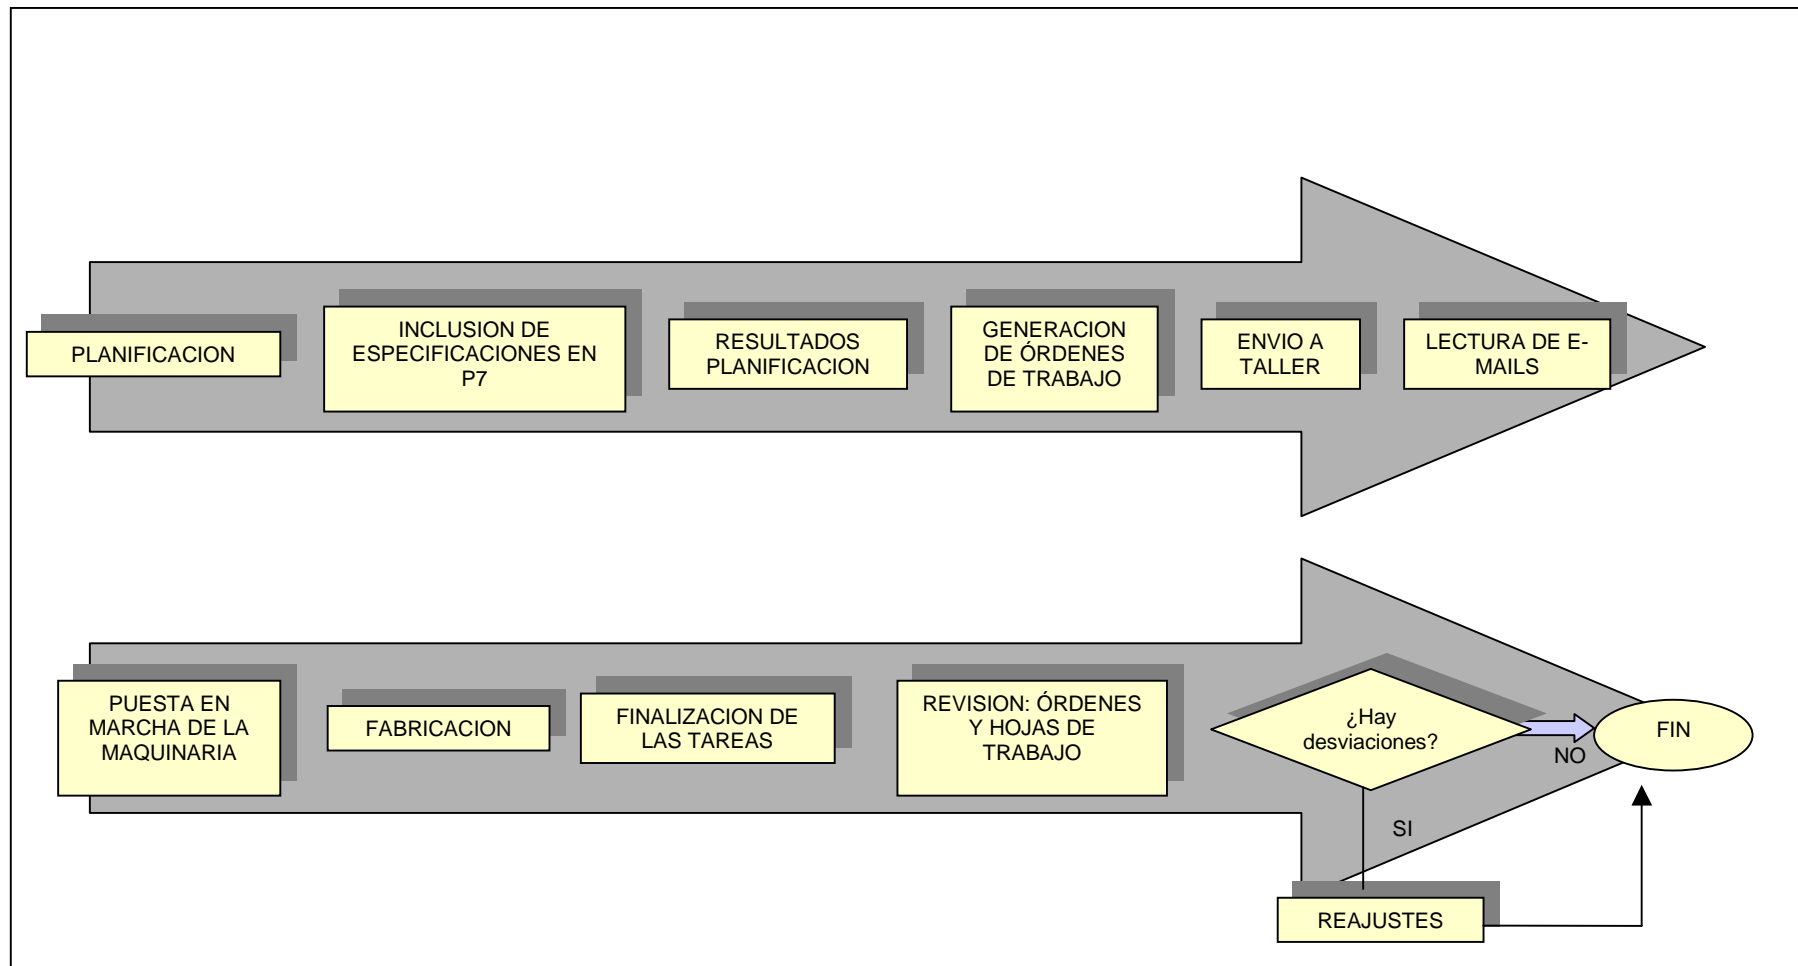 PLANIFICACION
INCLUSION DE
ESPECIFICACIONES EN
P7
RESULTADOS
PLANIFICACION
GENERACION
DE ÓRDENES
DE TRABAJO
ENVIO A
TALLER
LECTURA DE E-
MAILS
PUESTA EN
MARCHA DE LA
MAQUINARIA
FABRICACION
FINALIZACION DE
LAS TAREAS
REVISION: ÓRDENES
Y HOJAS DE
TRABAJO
¿Hay
desviaciones?
NO
FIN
SI
REAJUSTES